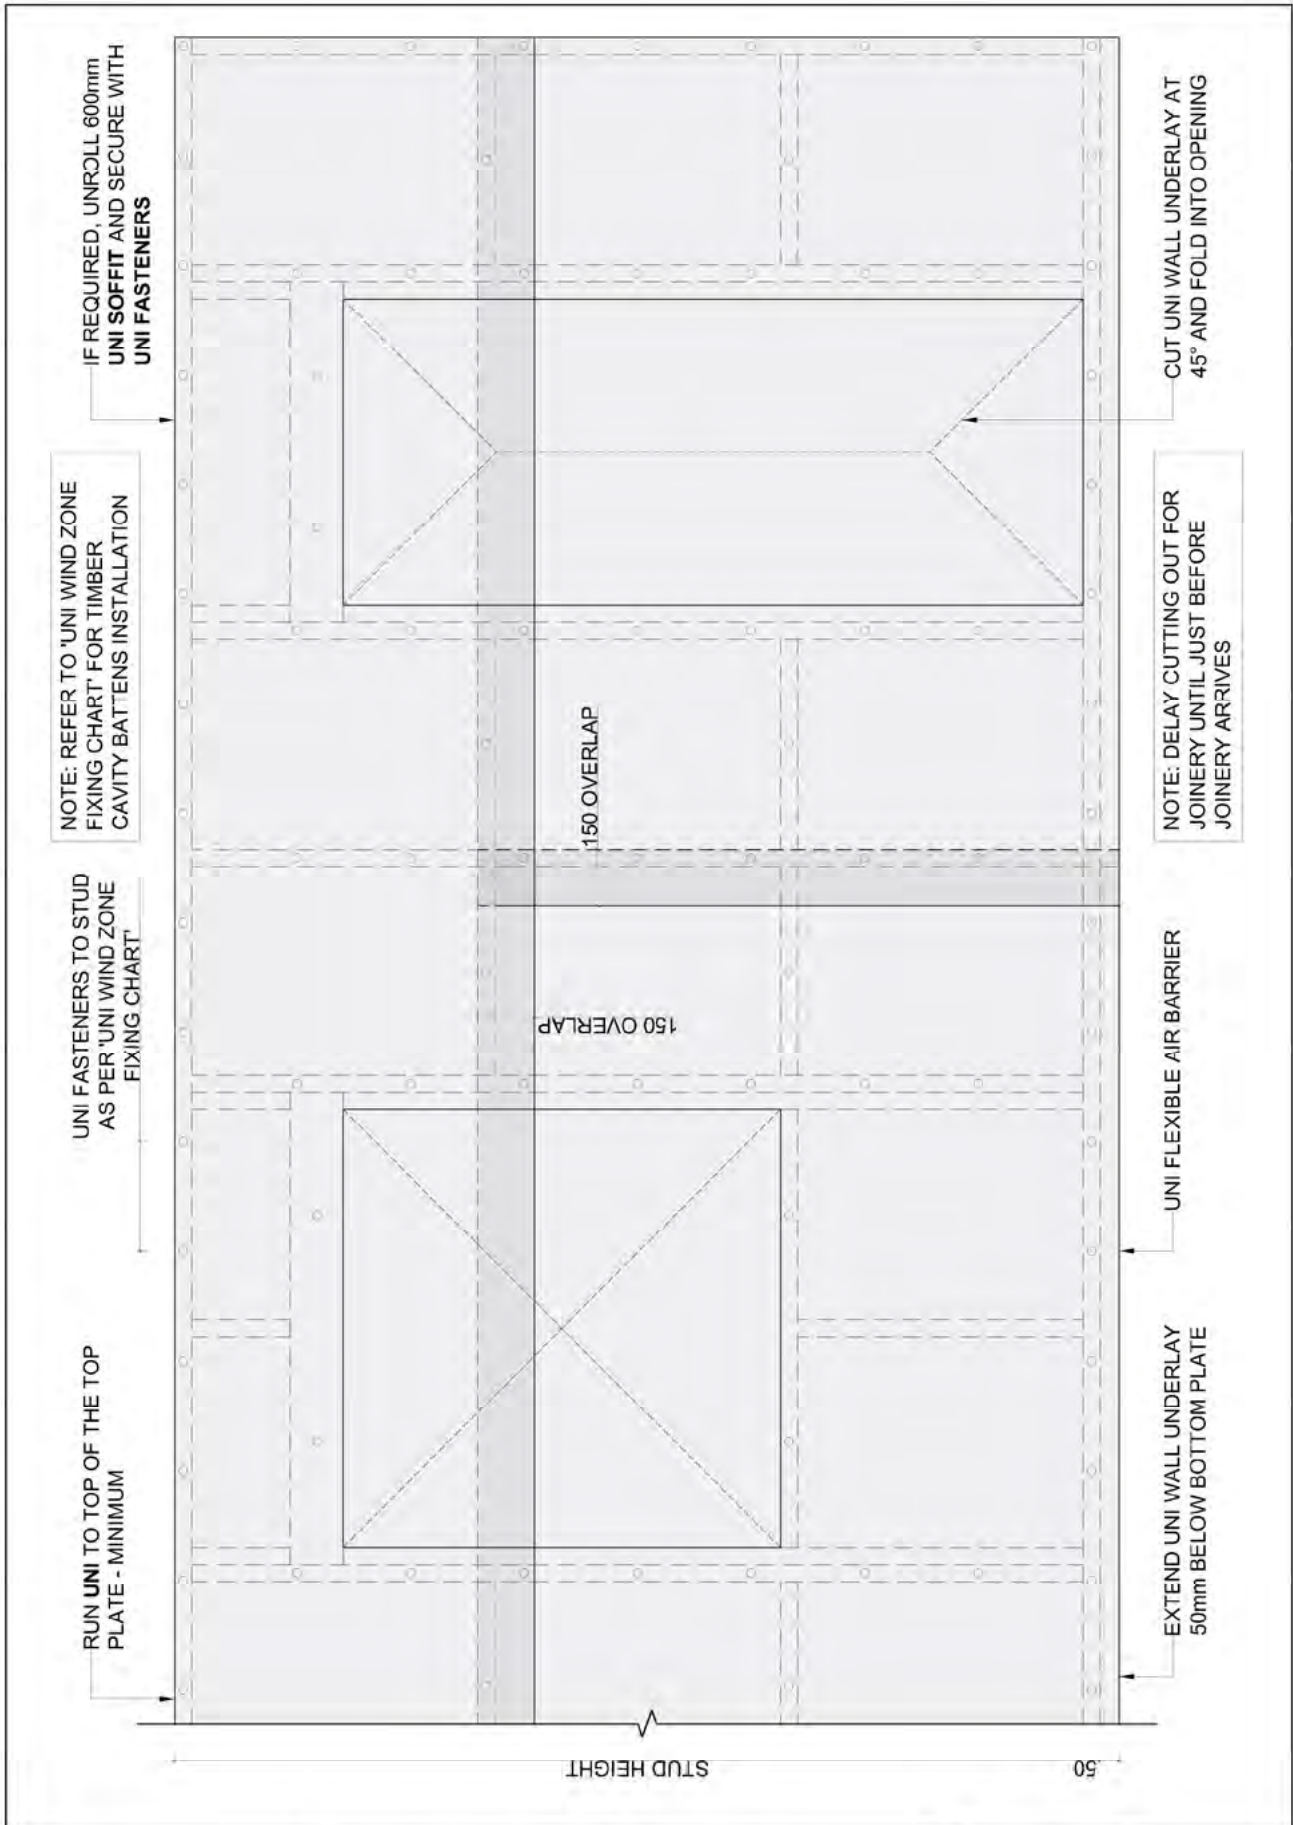 RUN UNI TO TOP OF THE TOP
PLATE - MINIMUM
UNI FASTENERS TO STUD
AS PER 'UNI WIND ZONE
FIXING CHART'
NOTE: REFER TO 'UNI WIND ZONE
FIXING CHART' FOR TIMBER
CAVITY BATTENS INSTALLATION
IF REQUIRED, UNROLL 600mm
UNI SOFFIT AND SECURE WITH
UNI FASTENERS
STUD HEIGHT
150 OVERLAP
150 OVERLAP
50
EXTEND UNI WALL UNDERLAY
50mm BELOW BOTTOM PLATE
UNI FLEXIBLE AIR BARRIER
NOTE: DELAY CUTTING OUT FOR
JOINERY UNTIL JUST BEFORE
JOINERY ARRIVES
CUT UNI WALL UNDERLAY AT
45° AND FOLD INTO OPENING